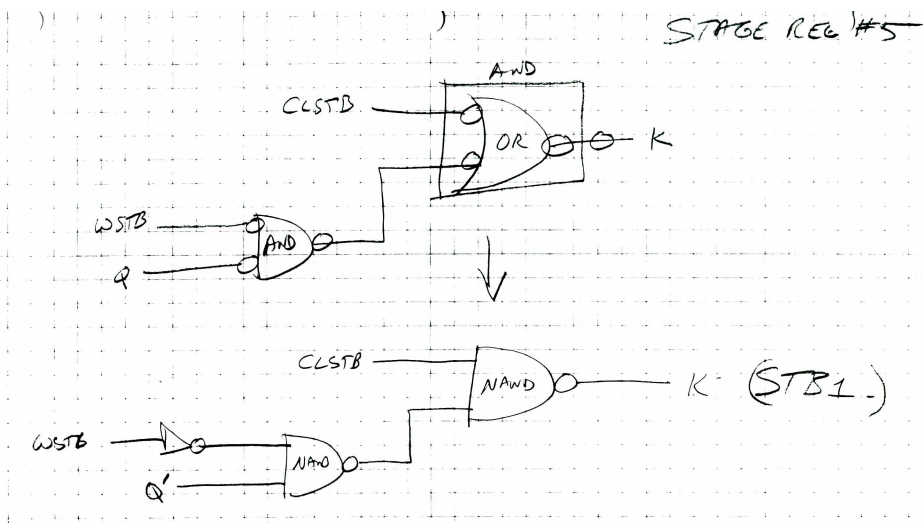 STAGE REG #5
AND
CLSTB
OR
K
WSTB
AND
Q
CLSTB
NAND
K (STB1-)
WSTB
NAND
Q'